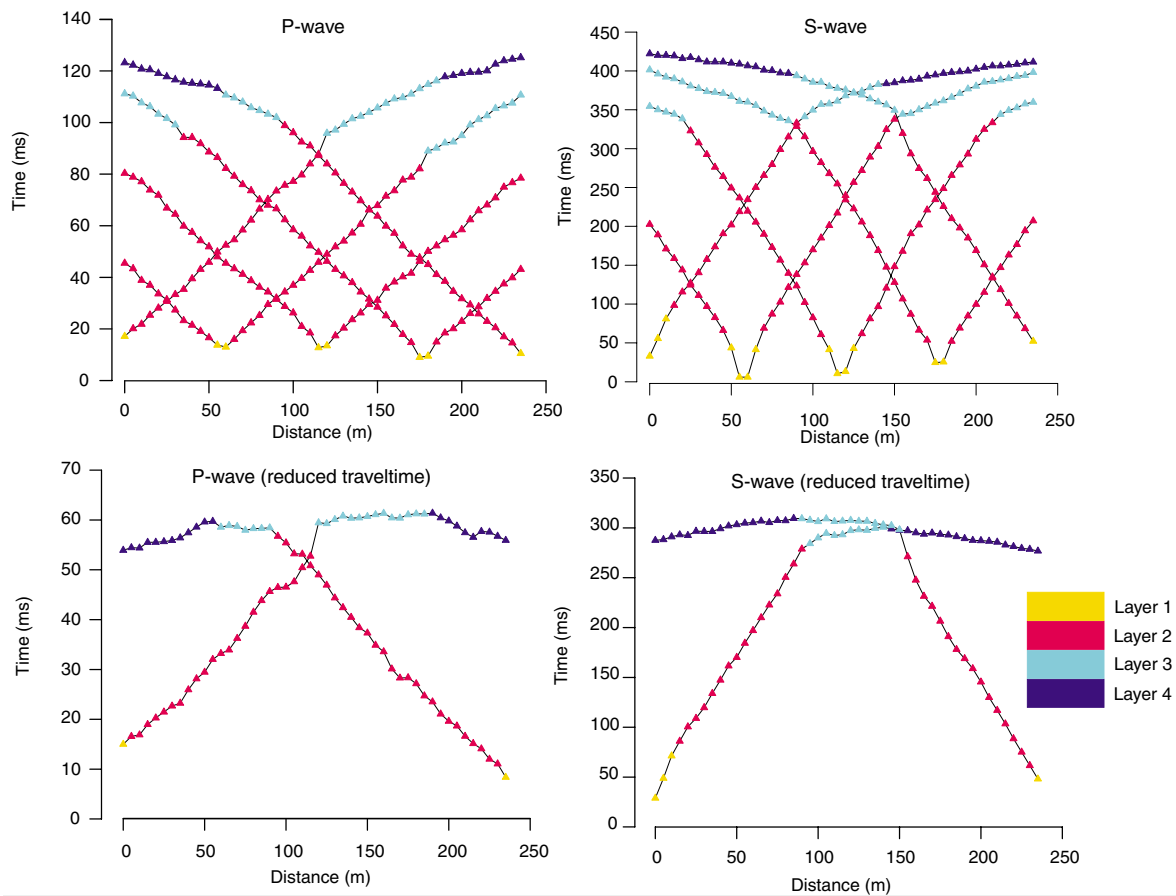 P-wave
140
120
100
80
60
40
20
0
Time (ms)
0 50 100 150 200 250
Distance (m)
S-wave
450
400
350
300
250
200
150
100
50
0
Time (ms)
0 50 100 150 200 250
Distance (m)
P-wave (reduced traveltime)
70
60
50
40
30
20
10
0
Time (ms)
0 50 100 150 200 250
Distance (m)
S-wave (reduced traveltime)
350
300
250
200
150
100
50
0
Time (ms)
0 50 100 150 200 250
Distance (m)
Layer 1
Layer 2
Layer 3
Layer 4